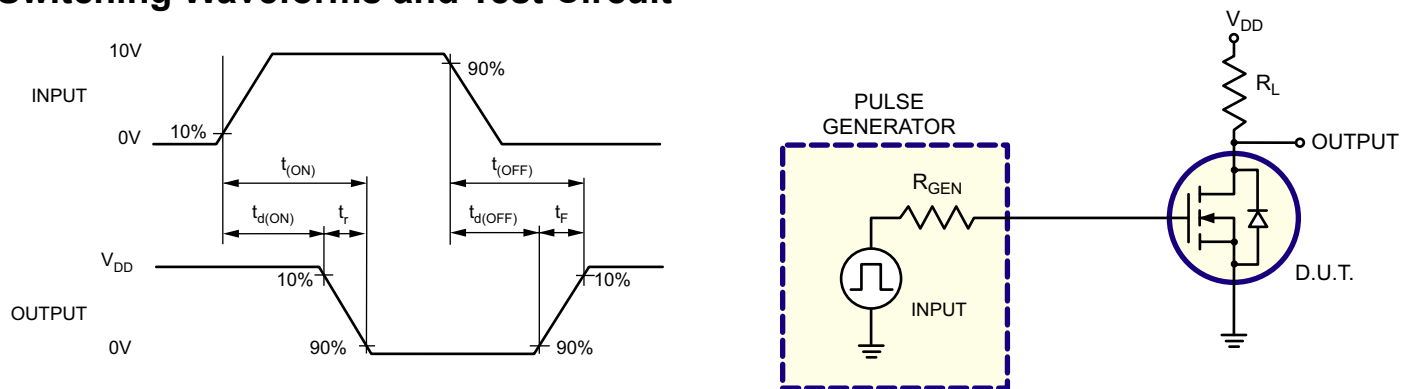 Switching Waveforms and Test Circuit
10V
INPUT
0V
10%
90%
t(ON)
t(OFF)
td(ON)
tr
td(OFF)
tF
VDD
OUTPUT
0V
10%
10%
90%
90%
VDD
RL
OUTPUT
PULSE
GENERATOR
RGEN
INPUT
D.U.T.